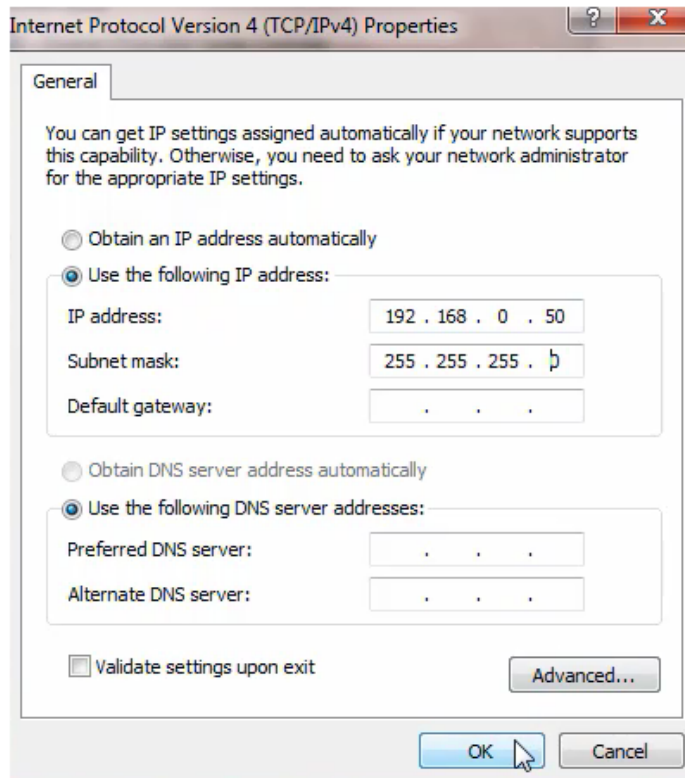 Internet Protocol Version 4 (TCP/IPv4) Properties
General
You can get IP settings assigned automatically if your network supports
this capability. Otherwise, you need to ask your network administrator
for the appropriate IP settings.
Obtain an IP address automatically
Use the following IP address:
IP address: 192 . 168 . 0 . 50
Subnet mask: 255 . 255 . 255 . 0
Default gateway: . . .
Obtain DNS server address automatically
Use the following DNS server addresses:
Preferred DNS server: . . .
Alternate DNS server: . . .
Validate settings upon exit
Advanced...
OK Cancel